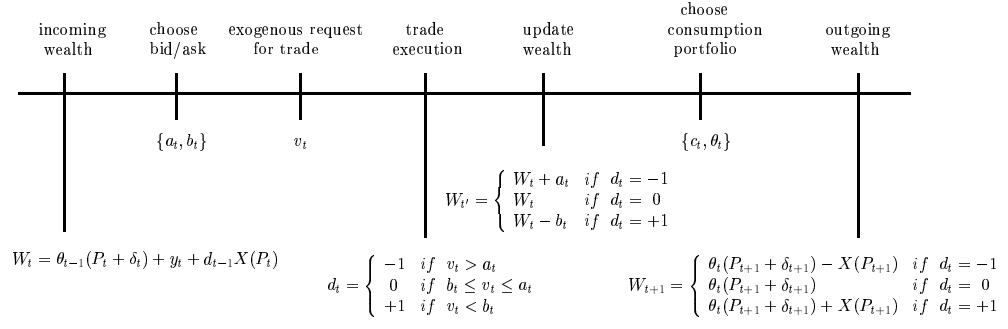 incoming wealth
choose bid/ask
exogenous request for trade
trade execution
update wealth
choose consumption portfolio
outgoing wealth
{a_t, b_t}
v_t
{c_t, θ_t}
W_{t'} = { W_t + a_t if d_t = −1
W_t if d_t = 0
W_t − b_t if d_t = +1
W_t = θ_{t−1}(P_t + δ_t) + y_t + d_{t−1}X(P_t)
d_t = { −1 if v_t > a_t
0 if b_t ≤ v_t ≤ a_t
+1 if v_t < b_t
W_{t+1} = { θ_t(P_{t+1} + δ_{t+1}) − X(P_{t+1}) if d_t = −1
θ_t(P_{t+1} + δ_{t+1}) if d_t = 0
θ_t(P_{t+1} + δ_{t+1}) + X(P_{t+1}) if d_t = +1